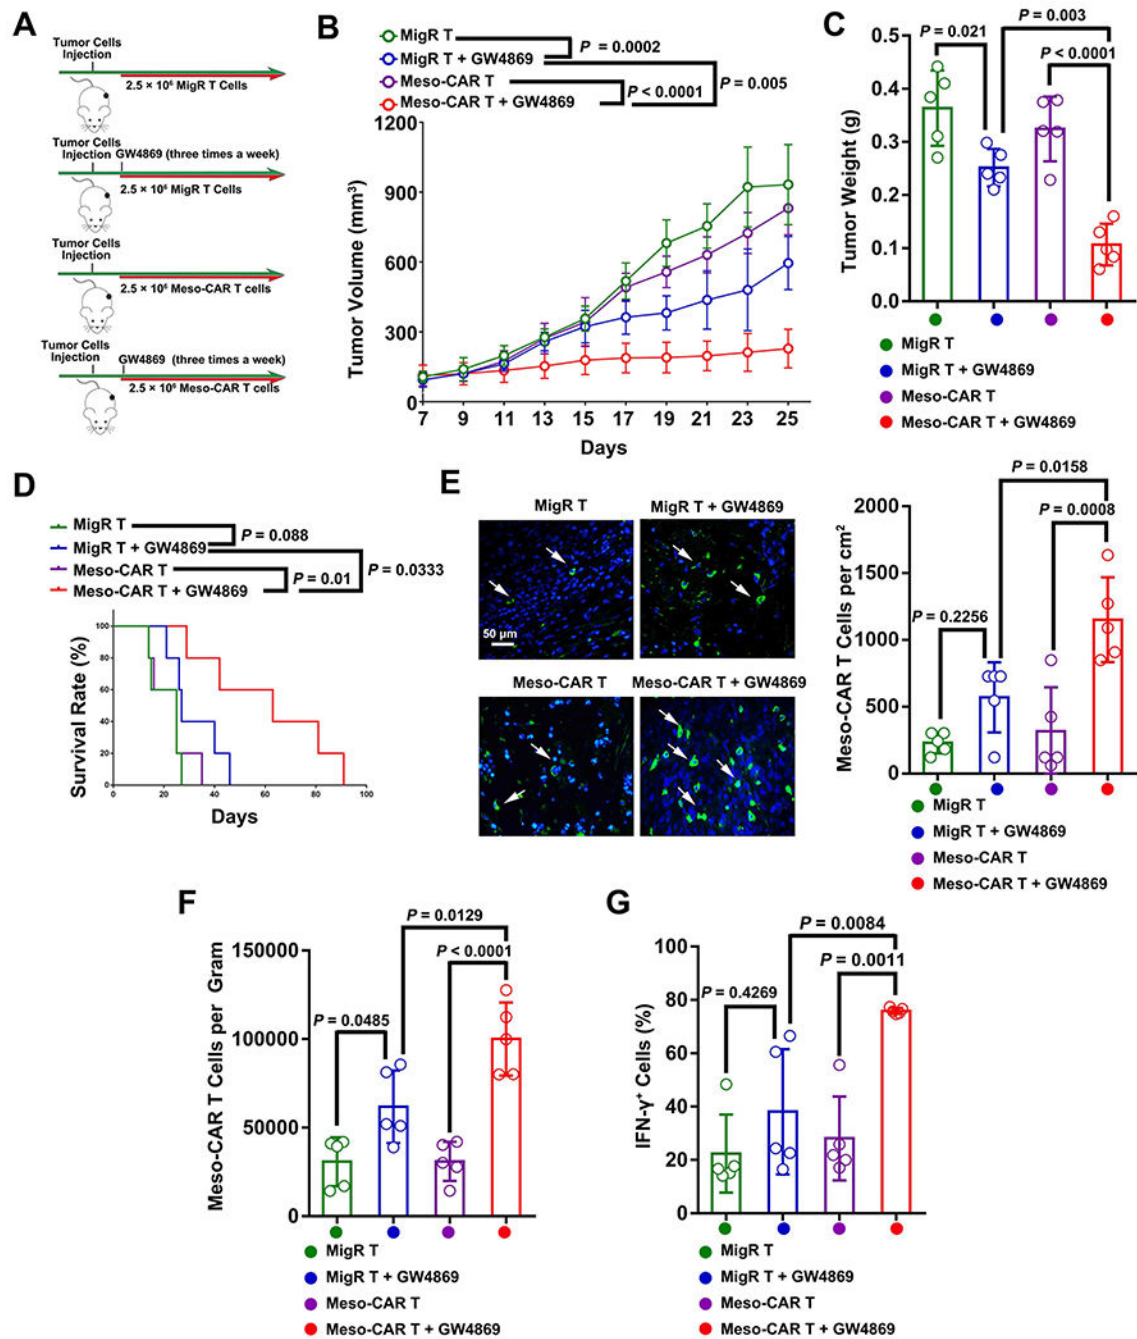 A
Tumor Cells
Injection
2.5 × 10⁶ MigR T Cells
Tumor Cells
Injection GW4869 (three times a week)
2.5 × 10⁶ MigR T Cells
Tumor Cells
Injection
2.5 × 10⁶ Meso-CAR T cells
Tumor Cells
Injection GW4869 (three times a week)
2.5 × 10⁶ Meso-CAR T cells
B
MigR T
MigR T + GW4869
Meso-CAR T
Meso-CAR T + GW4869
P = 0.0002
P < 0.0001
P = 0.005
Tumor Volume (mm³)
1200
900
600
300
0
7 9 11 13 15 17 19 21 23 25
Days
C
P = 0.003
P = 0.021
P < 0.0001
Tumor Weight (g)
0.5
0.4
0.3
0.2
0.1
0.0
MigR T
MigR T + GW4869
Meso-CAR T
Meso-CAR T + GW4869
D
MigR T
MigR T + GW4869
Meso-CAR T
Meso-CAR T + GW4869
P = 0.088
P = 0.01
P = 0.0333
Survival Rate (%)
100
80
60
40
20
0
0 20 40 60 80 100
Days
E
MigR T
MigR T + GW4869
50 µm
Meso-CAR T
Meso-CAR T + GW4869
P = 0.0158
P = 0.0008
P = 0.2256
Meso-CAR T Cells per cm²
2000
1500
1000
500
0
MigR T
MigR T + GW4869
Meso-CAR T
Meso-CAR T + GW4869
F
P = 0.0129
P < 0.0001
P = 0.0485
Meso-CAR T Cells per Gram
150000
100000
50000
0
MigR T
MigR T + GW4869
Meso-CAR T
Meso-CAR T + GW4869
G
P = 0.0084
P = 0.0011
P = 0.4269
IFN-γ⁺ Cells (%)
100
80
60
40
20
0
MigR T
MigR T + GW4869
Meso-CAR T
Meso-CAR T + GW4869